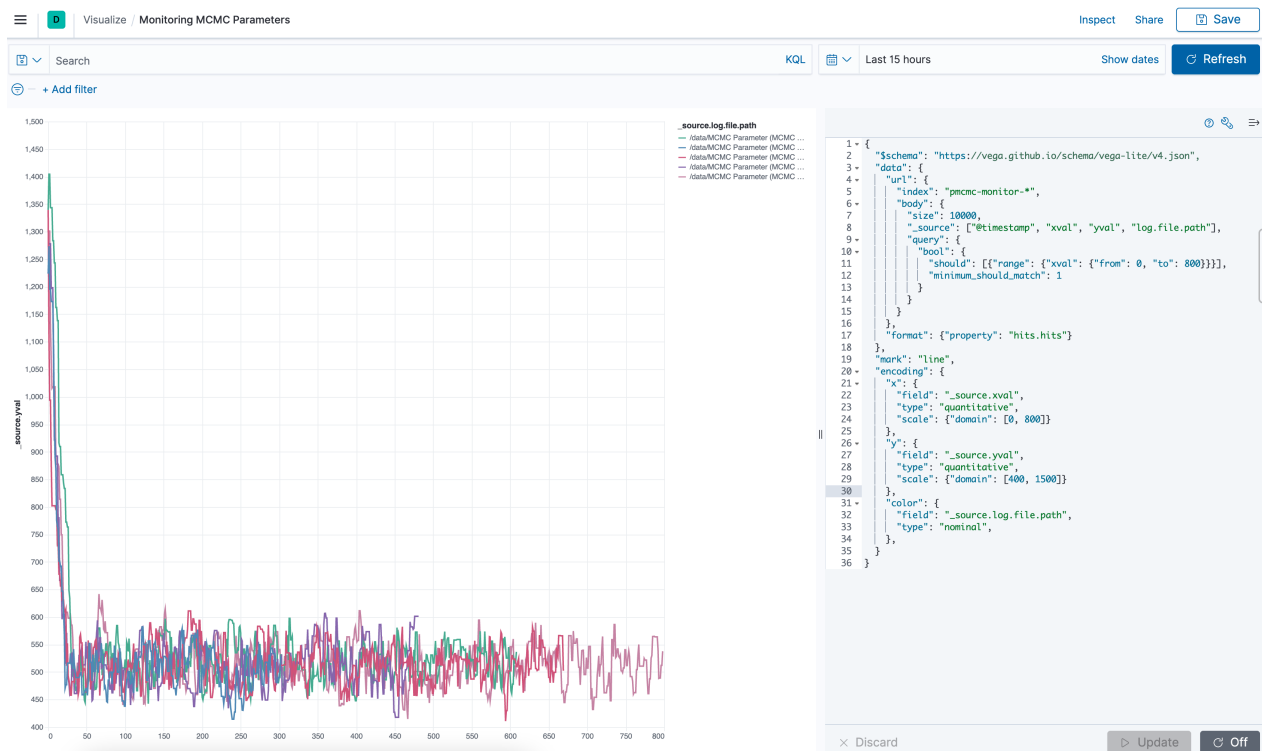 D Visualize / Monitoring MCMC Parameters Inspect Share Save
Search KQL Last 15 hours Show dates Refresh
+ Add filter
_source.yval
1,500
1,450
1,400
1,350
1,300
1,250
1,200
1,150
1,100
1,050
1,000
950
900
850
800
750
700
650
600
550
500
450
400
0 50 100 150 200 250 300 350 400 450 500 550 600 650 700 750 800
_source.log.file.path
/data/MCMC Parameter (MCMC ...
/data/MCMC Parameter (MCMC ...
/data/MCMC Parameter (MCMC ...
/data/MCMC Parameter (MCMC ...
/data/MCMC Parameter (MCMC ...
1 {
2 "$schema": "https://vega.github.io/schema/vega-lite/v4.json",
3 "data": {
4 "url": {
5 "index": "pmcmc-monitor-*",
6 "body": {
7 "size": 10000,
8 "_source": ["@timestamp", "xval", "yval", "log.file.path"],
9 "query": {
10 "bool": {
11 "should": [{"range": {"xval": {"from": 0, "to": 800}}}],
12 "minimum_should_match": 1
13 }
14 }
15 }
16 },
17 "format": {"property": "hits.hits"}
18 },
19 "mark": "line",
20 "encoding": {
21 "x": {
22 "field": "_source.xval",
23 "type": "quantitative",
24 "scale": {"domain": [0, 800]}
25 },
26 "y": {
27 "field": "_source.yval",
28 "type": "quantitative",
29 "scale": {"domain": [400, 1500]}
30 },
31 "color": {
32 "field": "_source.log.file.path",
33 "type": "nominal",
34 },
35 }
36 }
Discard Update Off